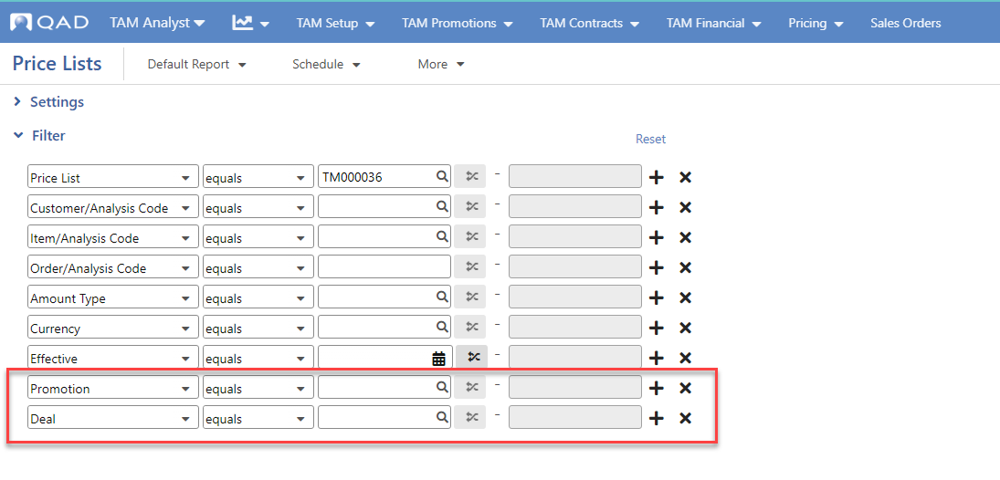 QAD TAM Analyst TAM Setup TAM Promotions TAM Contracts TAM Financial Pricing Sales Orders
Price Lists Default Report Schedule More
Settings
Filter
Reset
Price List equals TM000036 -
Customer/Analysis Code equals -
Item/Analysis Code equals -
Order/Analysis Code equals -
Amount Type equals -
Currency equals -
Effective equals -
Promotion equals -
Deal equals -